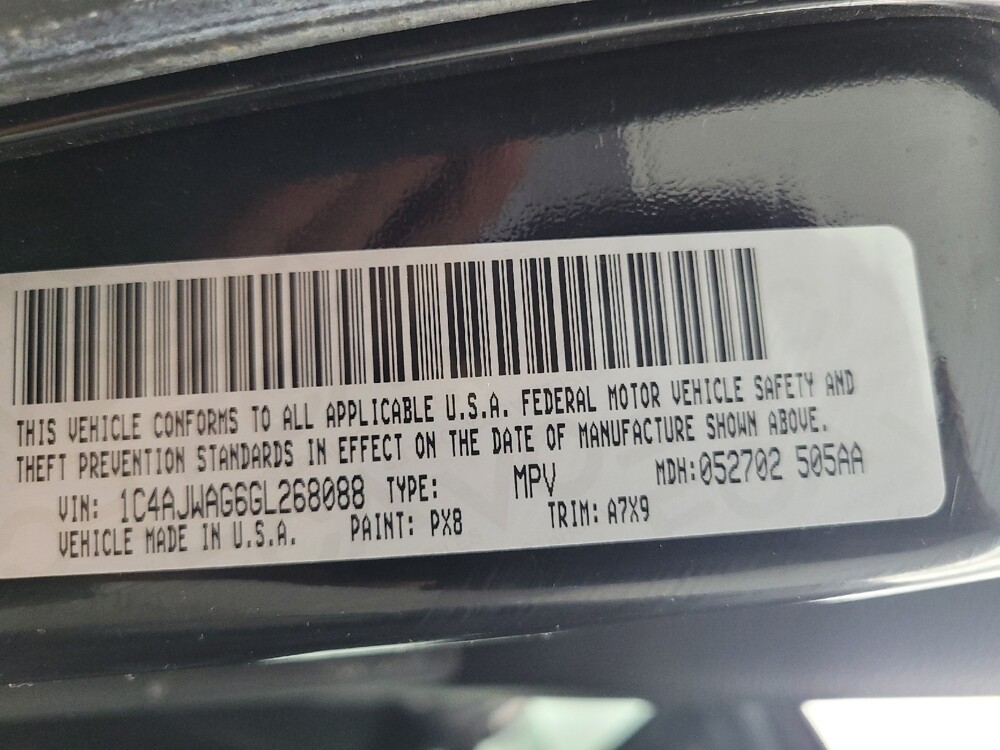 THIS VEHICLE CONFORMS TO ALL APPLICABLE U.S.A. FEDERAL MOTOR VEHICLE SAFETY AND
THEFT PREVENTION STANDARDS IN EFFECT ON THE DATE OF MANUFACTURE SHOWN ABOVE.
VIN: 1C4AJWAG6GL268088 TYPE: MPV MDH:052702 505AA
VEHICLE MADE IN U.S.A. PAINT: PX8 TRIM: A7X9